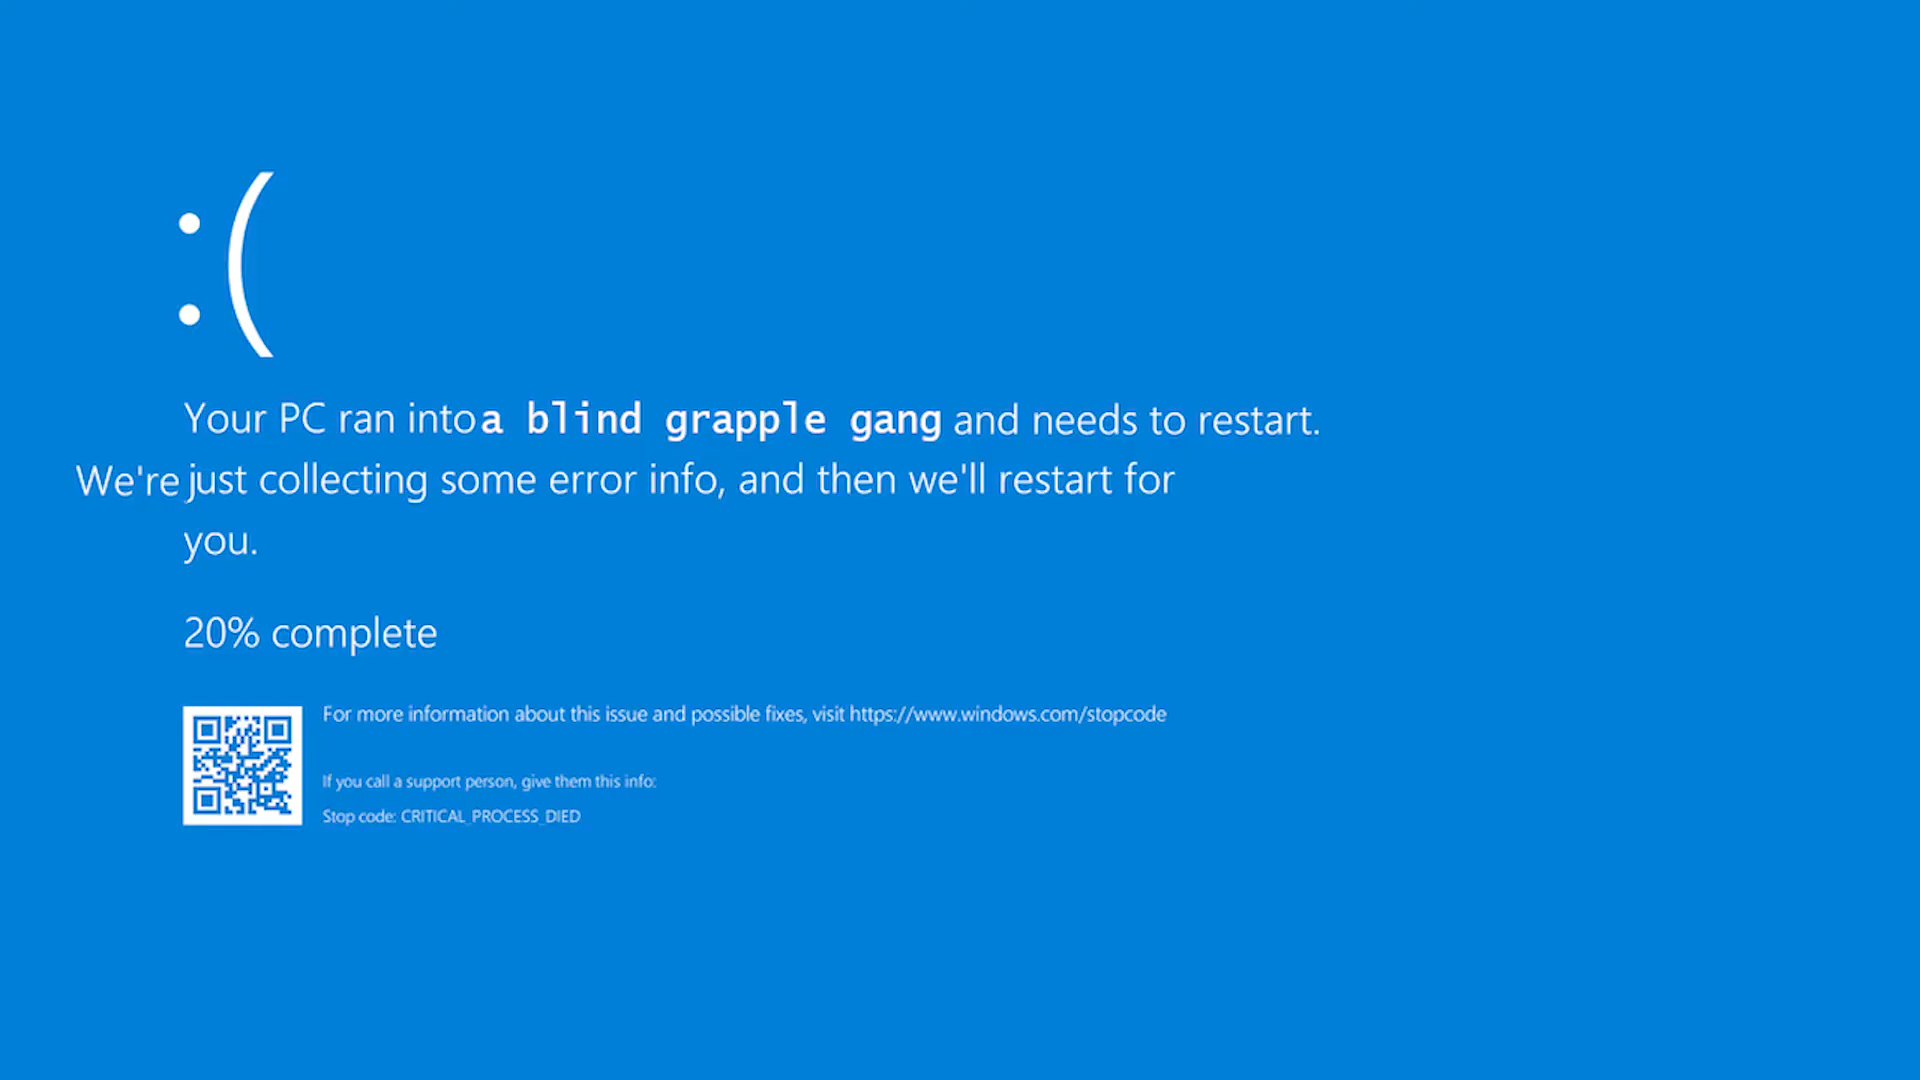 :(
Your PC ran into a blind grapple gang and needs to restart.
We're just collecting some error info, and then we'll restart for
you.
20% complete
For more information about this issue and possible fixes, visit https://www.windows.com/stopcode
If you call a support person, give them this info:
Stop code: CRITICAL_PROCESS_DIED